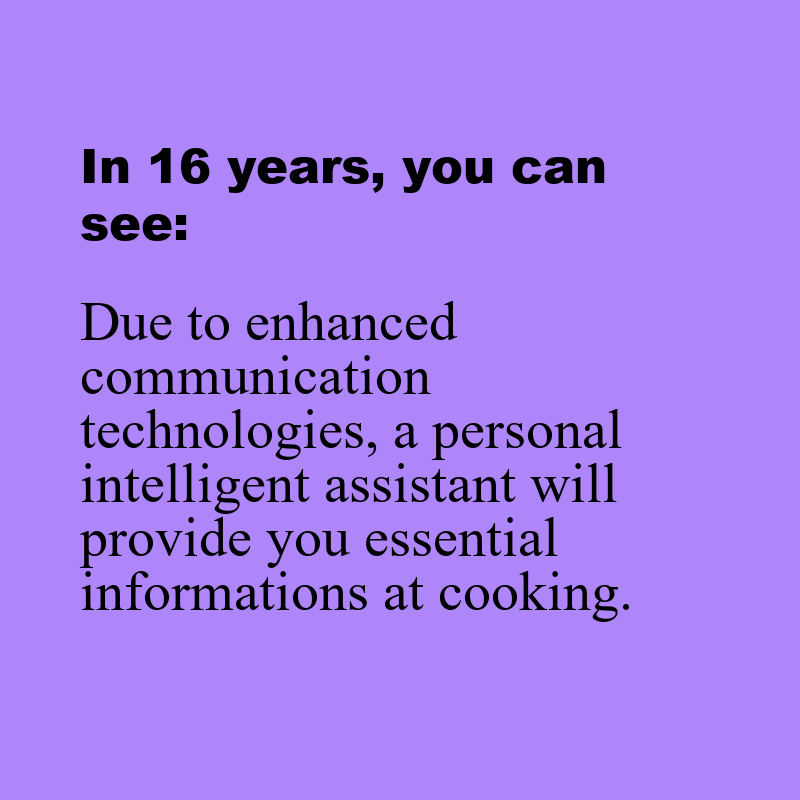 In 16 years, you can
see:
Due to enhanced
communication
technologies, a personal
intelligent assistant will
provide you essential
informations at cooking.